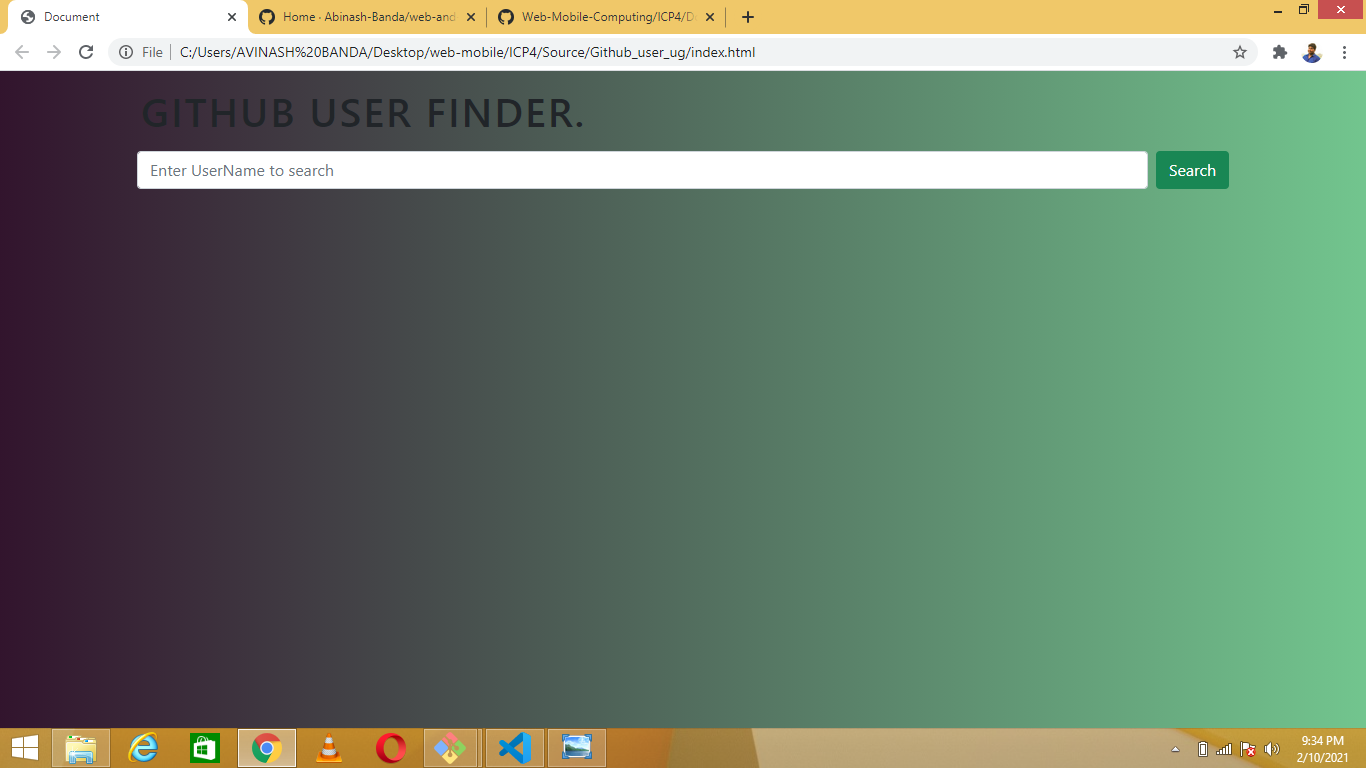 Document
Home · Abinash-Banda/web-and
Web-Mobile-Computing/ICP4/D
File
C:/Users/AVINASH%20BANDA/Desktop/web-mobile/ICP4/Source/Github_user_ug/index.html
GITHUB USER FINDER.
Enter UserName to search
Search
9:34 PM
2/10/2021